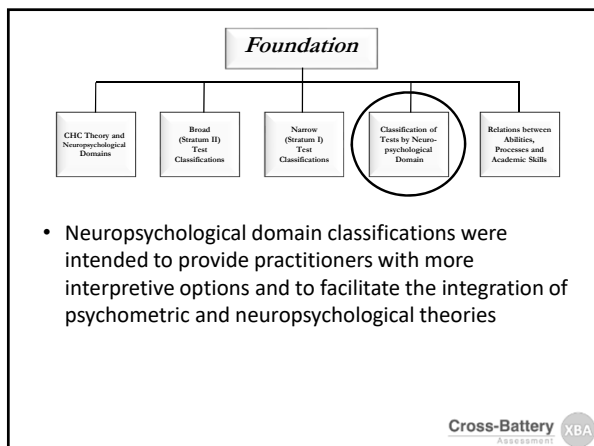 Foundation
CHC Theory and
Neuropsychological
Domains
Broad
(Stratum II)
Test
Classifications
Narrow
(Stratum I)
Test
Classifications
Classification of
Tests by Neuro-
psychological
Domain
Relations between
Abilities,
Processes and
Academic Skills
• Neuropsychological domain classifications were
intended to provide practitioners with more
interpretive options and to facilitate the integration of
psychometric and neuropsychological theories
Cross-Battery XBA
Assessment